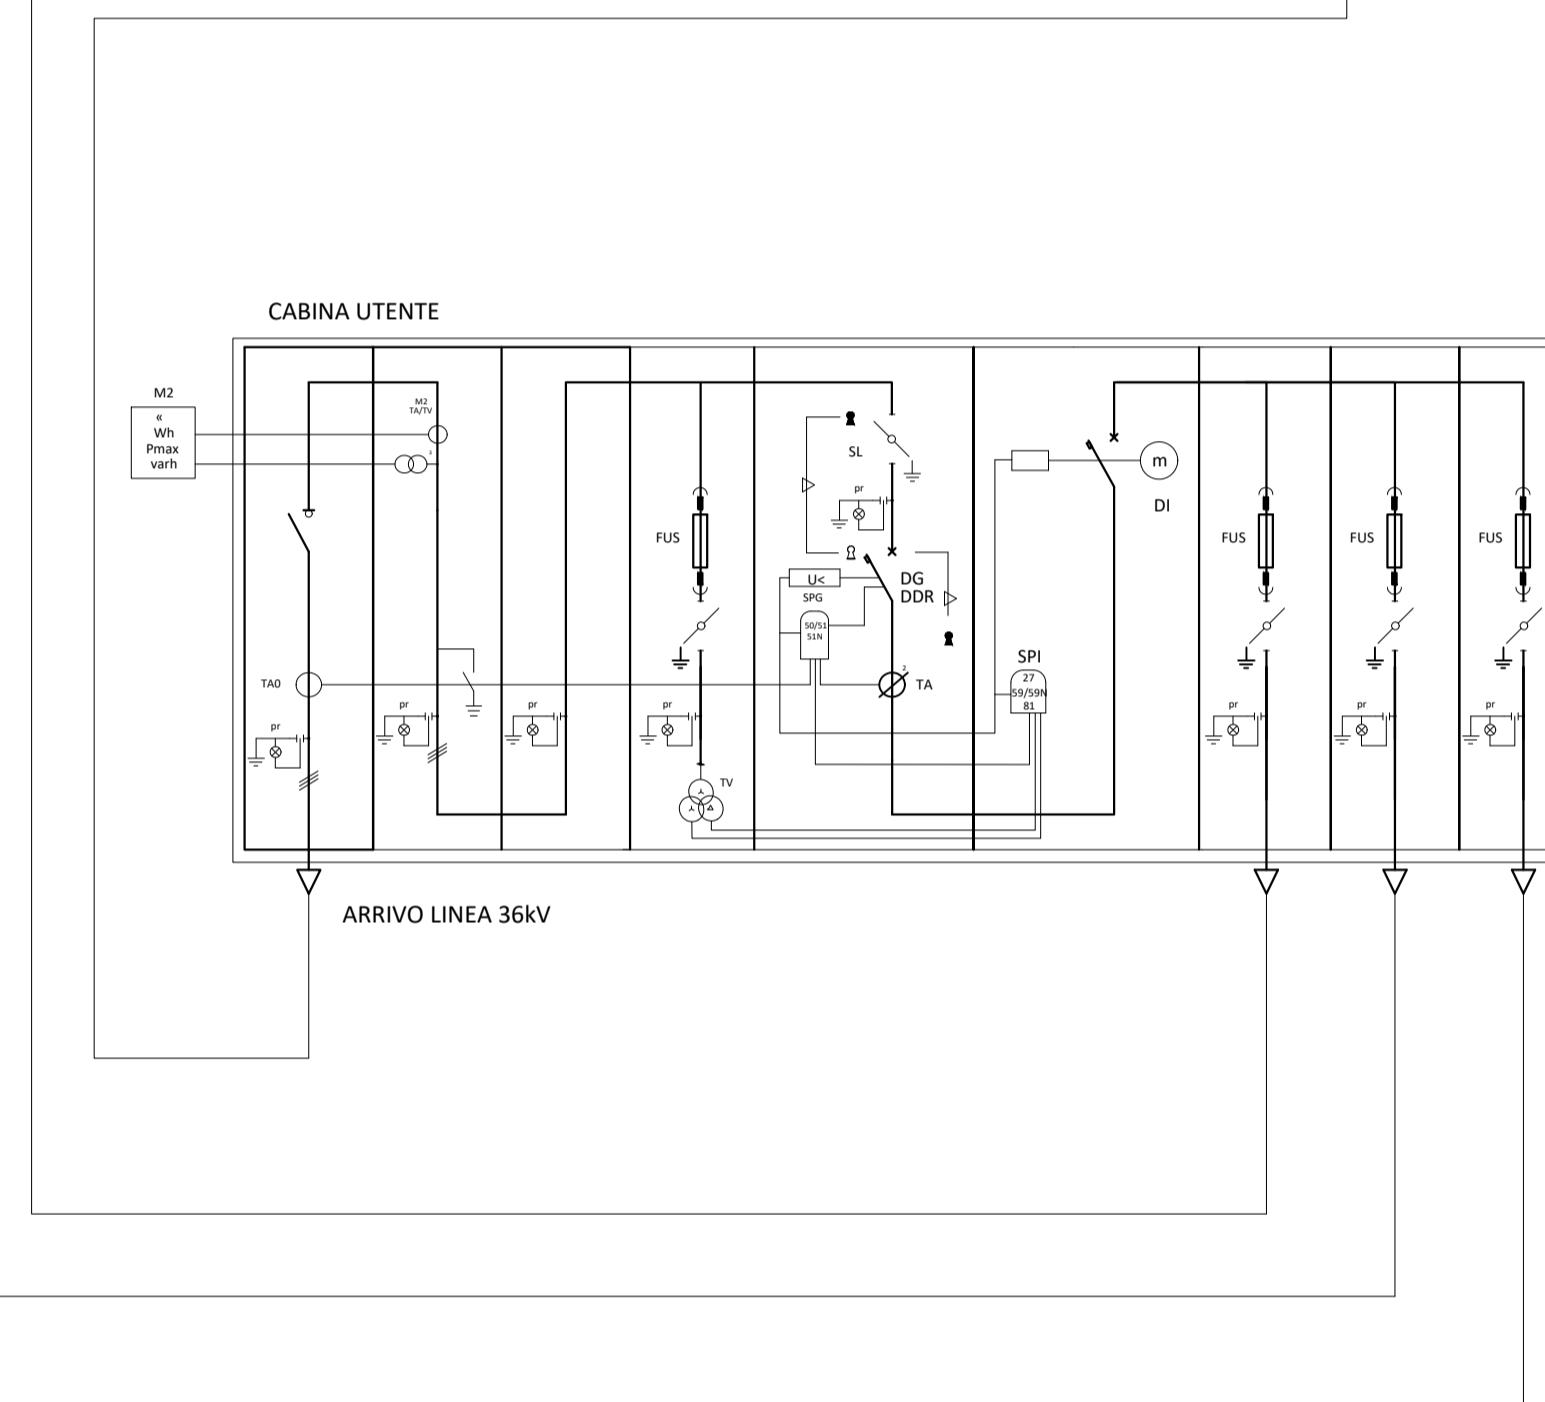 CABINA UTENTE
M2
«
Wh
Pmax
varh
M2
TA/TV
3
SL
pr
m
DI
FUS
FUS
FUS
FUS
U<
DG
SPG
DDR
50/51
51N
SPI
2
TA0
TA
27
59/59N
81
pr
pr
pr
pr
pr
pr
pr
TV
ARRIVO LINEA 36kV